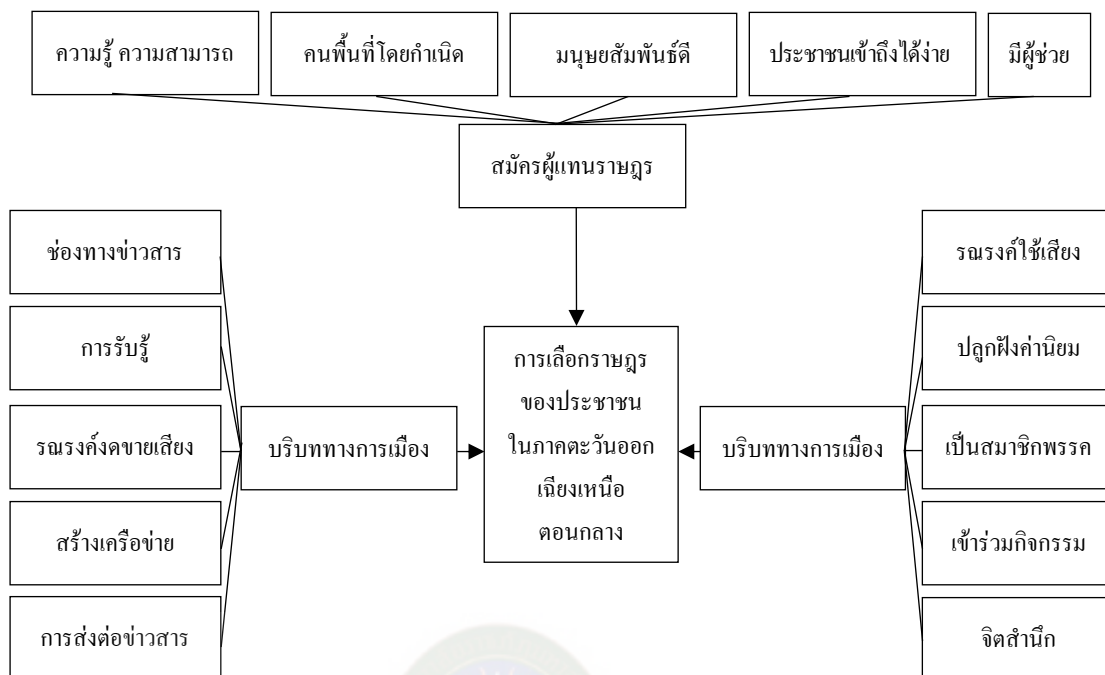 ความรู้ ความสามารถ
คนพื้นที่โดยกำเนิด
มนุษยสัมพันธ์ดี
ประชาชนเข้าถึงได้ง่าย
มีผู้ช่วย
สมัครผู้แทนราษฎร
ช่องทางข่าวสาร
การรับรู้
รณรงค์งดขายเสียง
สร้างเครือข่าย
การส่งต่อข่าวสาร
บริบททางการเมือง
การเลือกราษฎร
ของประชาชน
ในภาคตะวันออก
เฉียงเหนือ
ตอนกลาง
บริบททางการเมือง
รณรงค์ใช้เสียง
ปลูกฝังค่านิยม
เป็นสมาชิกพรรค
เข้าร่วมกิจกรรม
จิตสำนึก